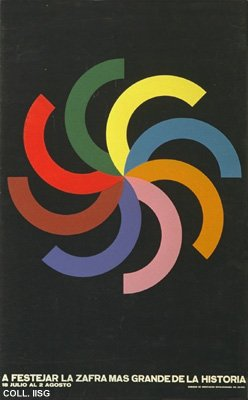 A FESTEJAR LA ZAFRA MAS GRANDE DE LA HISTORIA
18 JULIO AL 2 AGOSTO
COLL. IISG